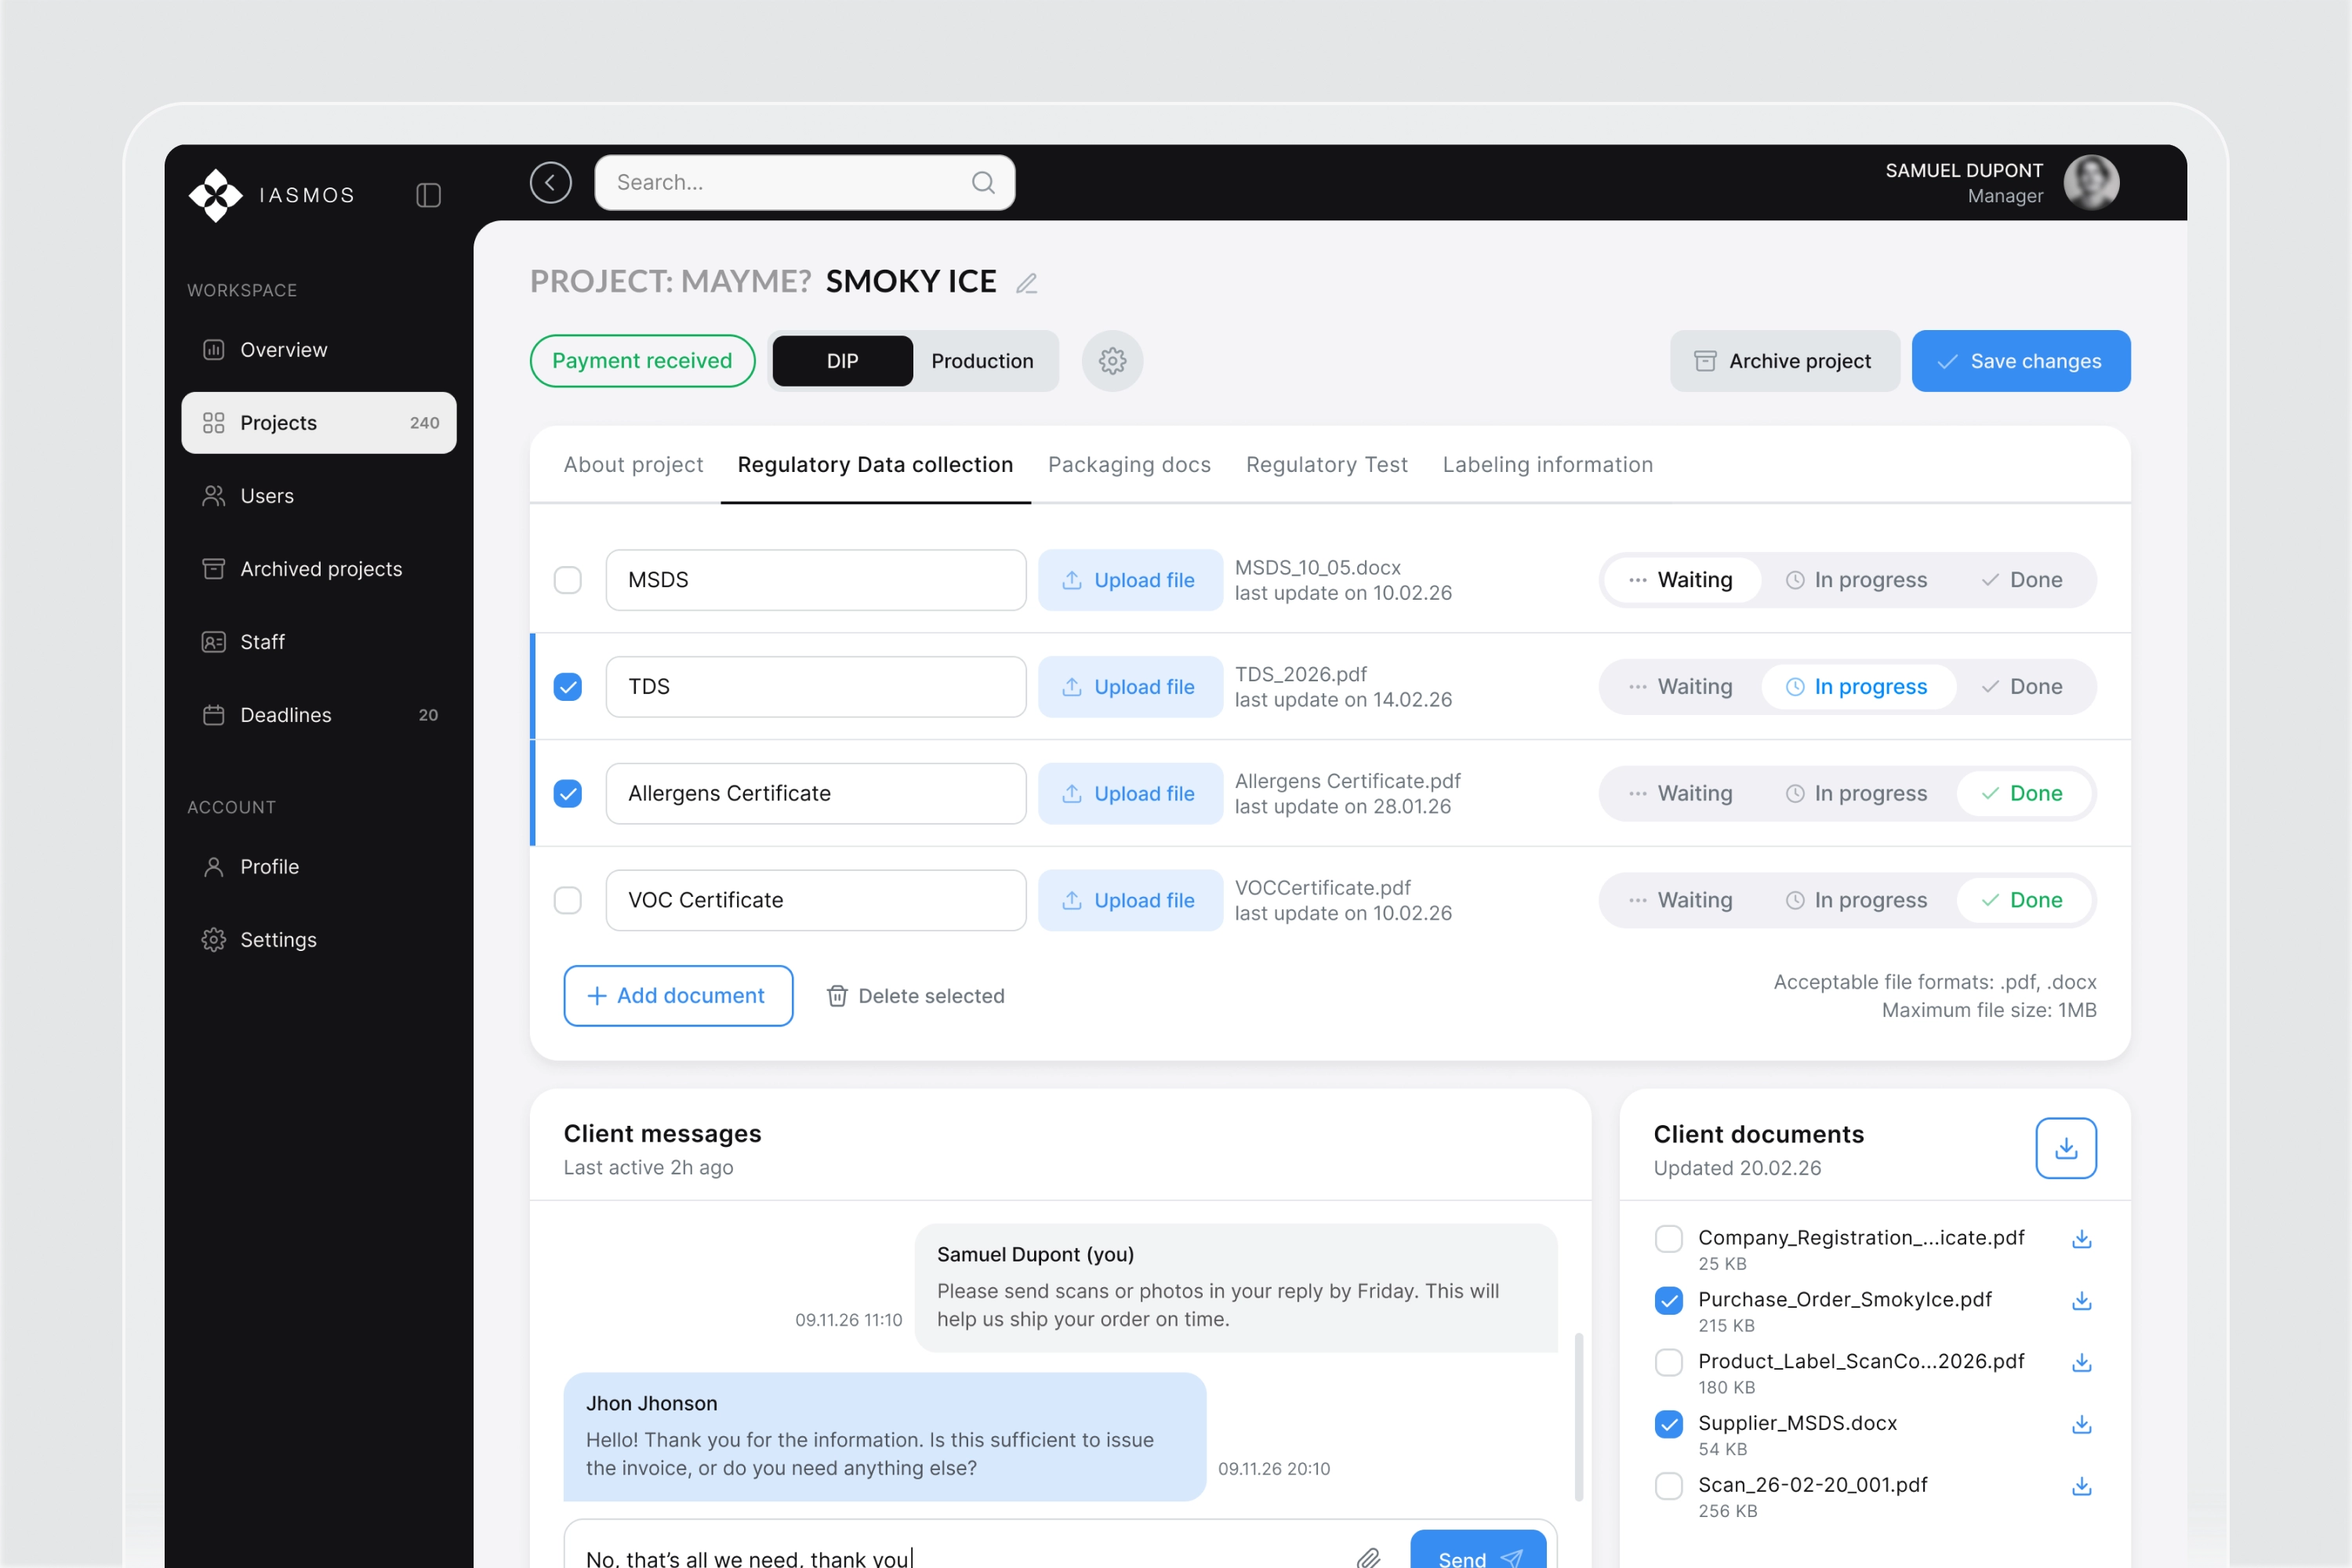 IASMOS
Search...
SAMUEL DUPONT
Manager
WORKSPACE
Overview
Projects 240
Users
Archived projects
Staff
Deadlines 20
ACCOUNT
Profile
Settings
PROJECT: MAYME? SMOKY ICE
Payment received
DIP
Production
Archive project
Save changes
About project
Regulatory Data collection
Packaging docs
Regulatory Test
Labeling information
MSDS
Upload file
MSDS_10_05.docx
last update on 10.02.26
Waiting
In progress
Done
TDS
Upload file
TDS_2026.pdf
last update on 14.02.26
Waiting
In progress
Done
Allergens Certificate
Upload file
Allergens Certificate.pdf
last update on 28.01.26
Waiting
In progress
Done
VOC Certificate
Upload file
VOCCertificate.pdf
last update on 10.02.26
Waiting
In progress
Done
Add document
Delete selected
Acceptable file formats: .pdf, .docx
Maximum file size: 1MB
Client messages
Last active 2h ago
Samuel Dupont (you)
Please send scans or photos in your reply by Friday. This will
help us ship your order on time.
09.11.26 11:10
Jhon Jhonson
Hello! Thank you for the information. Is this sufficient to issue
the invoice, or do you need anything else?
09.11.26 20:10
No, that's all we need, thank you
Send
Client documents
Updated 20.02.26
Company_Registration_...icate.pdf
25 KB
Purchase_Order_SmokyIce.pdf
215 KB
Product_Label_ScanCo...2026.pdf
180 KB
Supplier_MSDS.docx
54 KB
Scan_26-02-20_001.pdf
256 KB